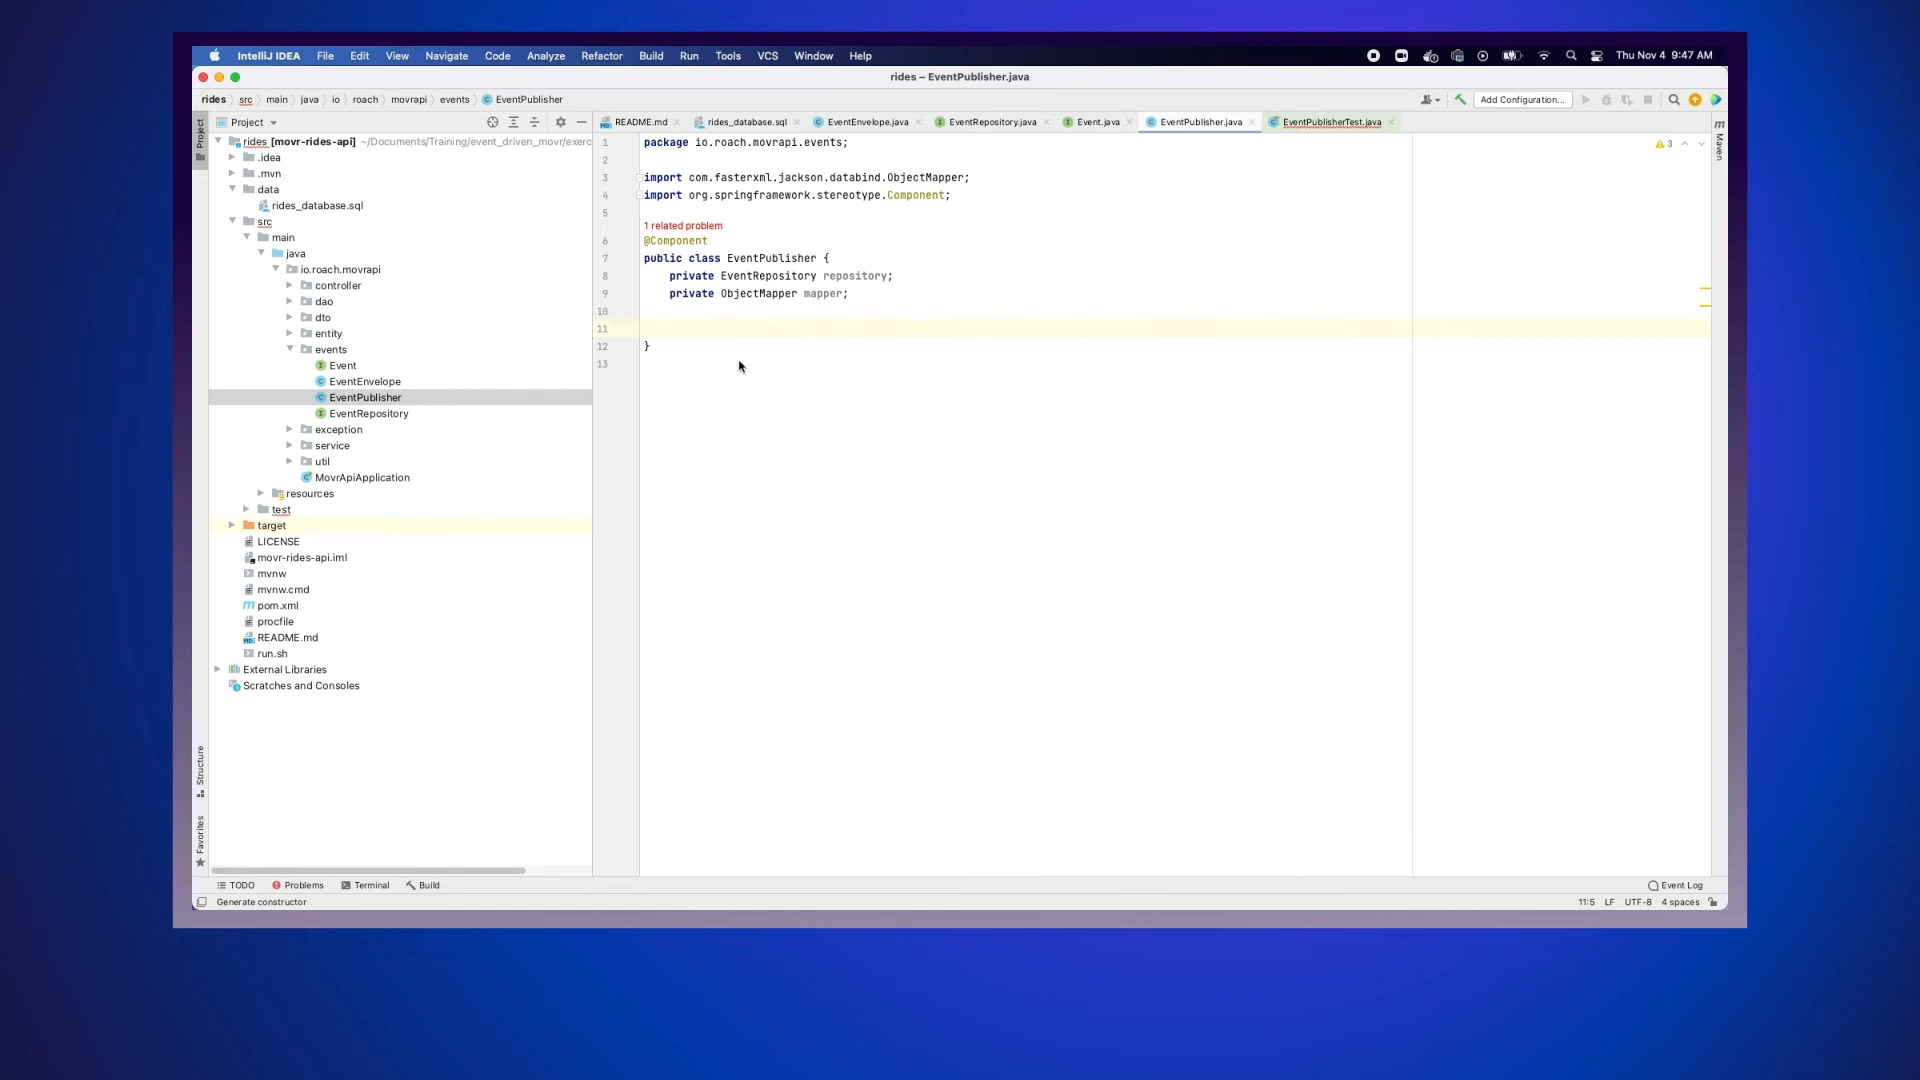 IntelliJ IDEA File Edit View Navigate Code Analyze Refactor Build Run Tools VCS Window Help Thu Nov 4 9:47 AM
rides – EventPublisher.java
rides src main java io roach movrapi events EventPublisher Add Configuration...
Project
README.md rides_database.sql EventEnvelope.java EventRepository.java Event.java EventPublisher.java EventPublisherTest.java
Project
Maven
rides [movr-rides-api] ~/Documents/Training/event_driven_movr/exerc
.idea
.mvn
data
rides_database.sql
src
main
java
io.roach.movrapi
controller
dao
dto
entity
events
Event
EventEnvelope
EventPublisher
EventRepository
exception
service
util
MovrApiApplication
resources
test
target
LICENSE
movr-rides-api.iml
mvnw
mvnw.cmd
pom.xml
procfile
README.md
run.sh
External Libraries
Scratches and Consoles
Structure
Favorites
1 package io.roach.movrapi.events;
2
3 import com.fasterxml.jackson.databind.ObjectMapper;
4 import org.springframework.stereotype.Component;
5
1 related problem
6 @Component
7 public class EventPublisher {
8 private EventRepository repository;
9 private ObjectMapper mapper;
10
11
12 }
13
3
TODO Problems Terminal Build Event Log
Generate constructor 11:5 LF UTF-8 4 spaces